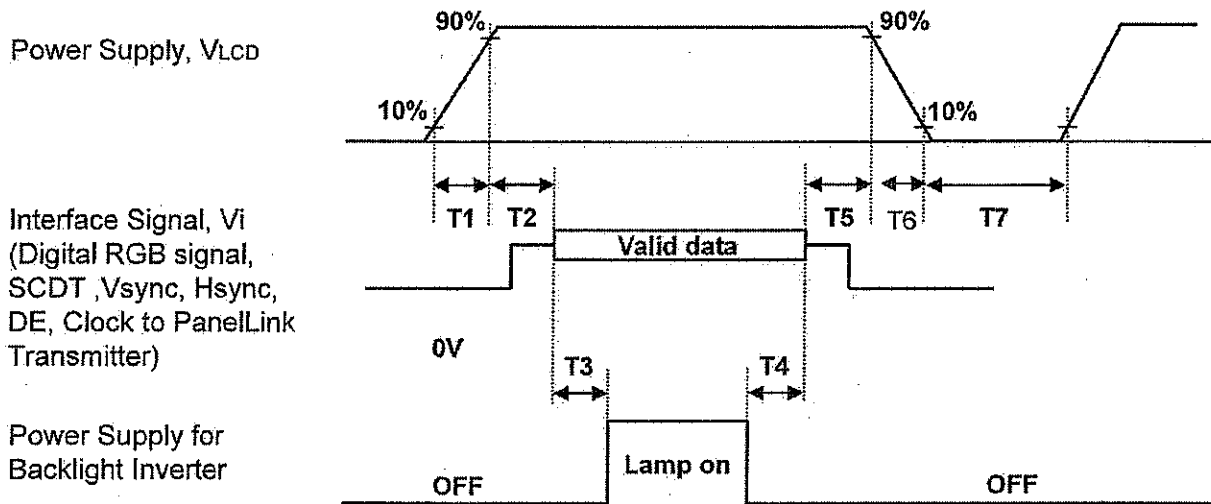 90%
90%
Power Supply, VLCD
10%
10%
T1
T2
T5
T6
T7
Interface Signal, Vi
(Digital RGB signal,
SCDT ,Vsync, Hsync,
DE, Clock to PanelLink
Transmitter)
Valid data
0V
T3
T4
Power Supply for
Backlight Inverter
OFF
Lamp on
OFF